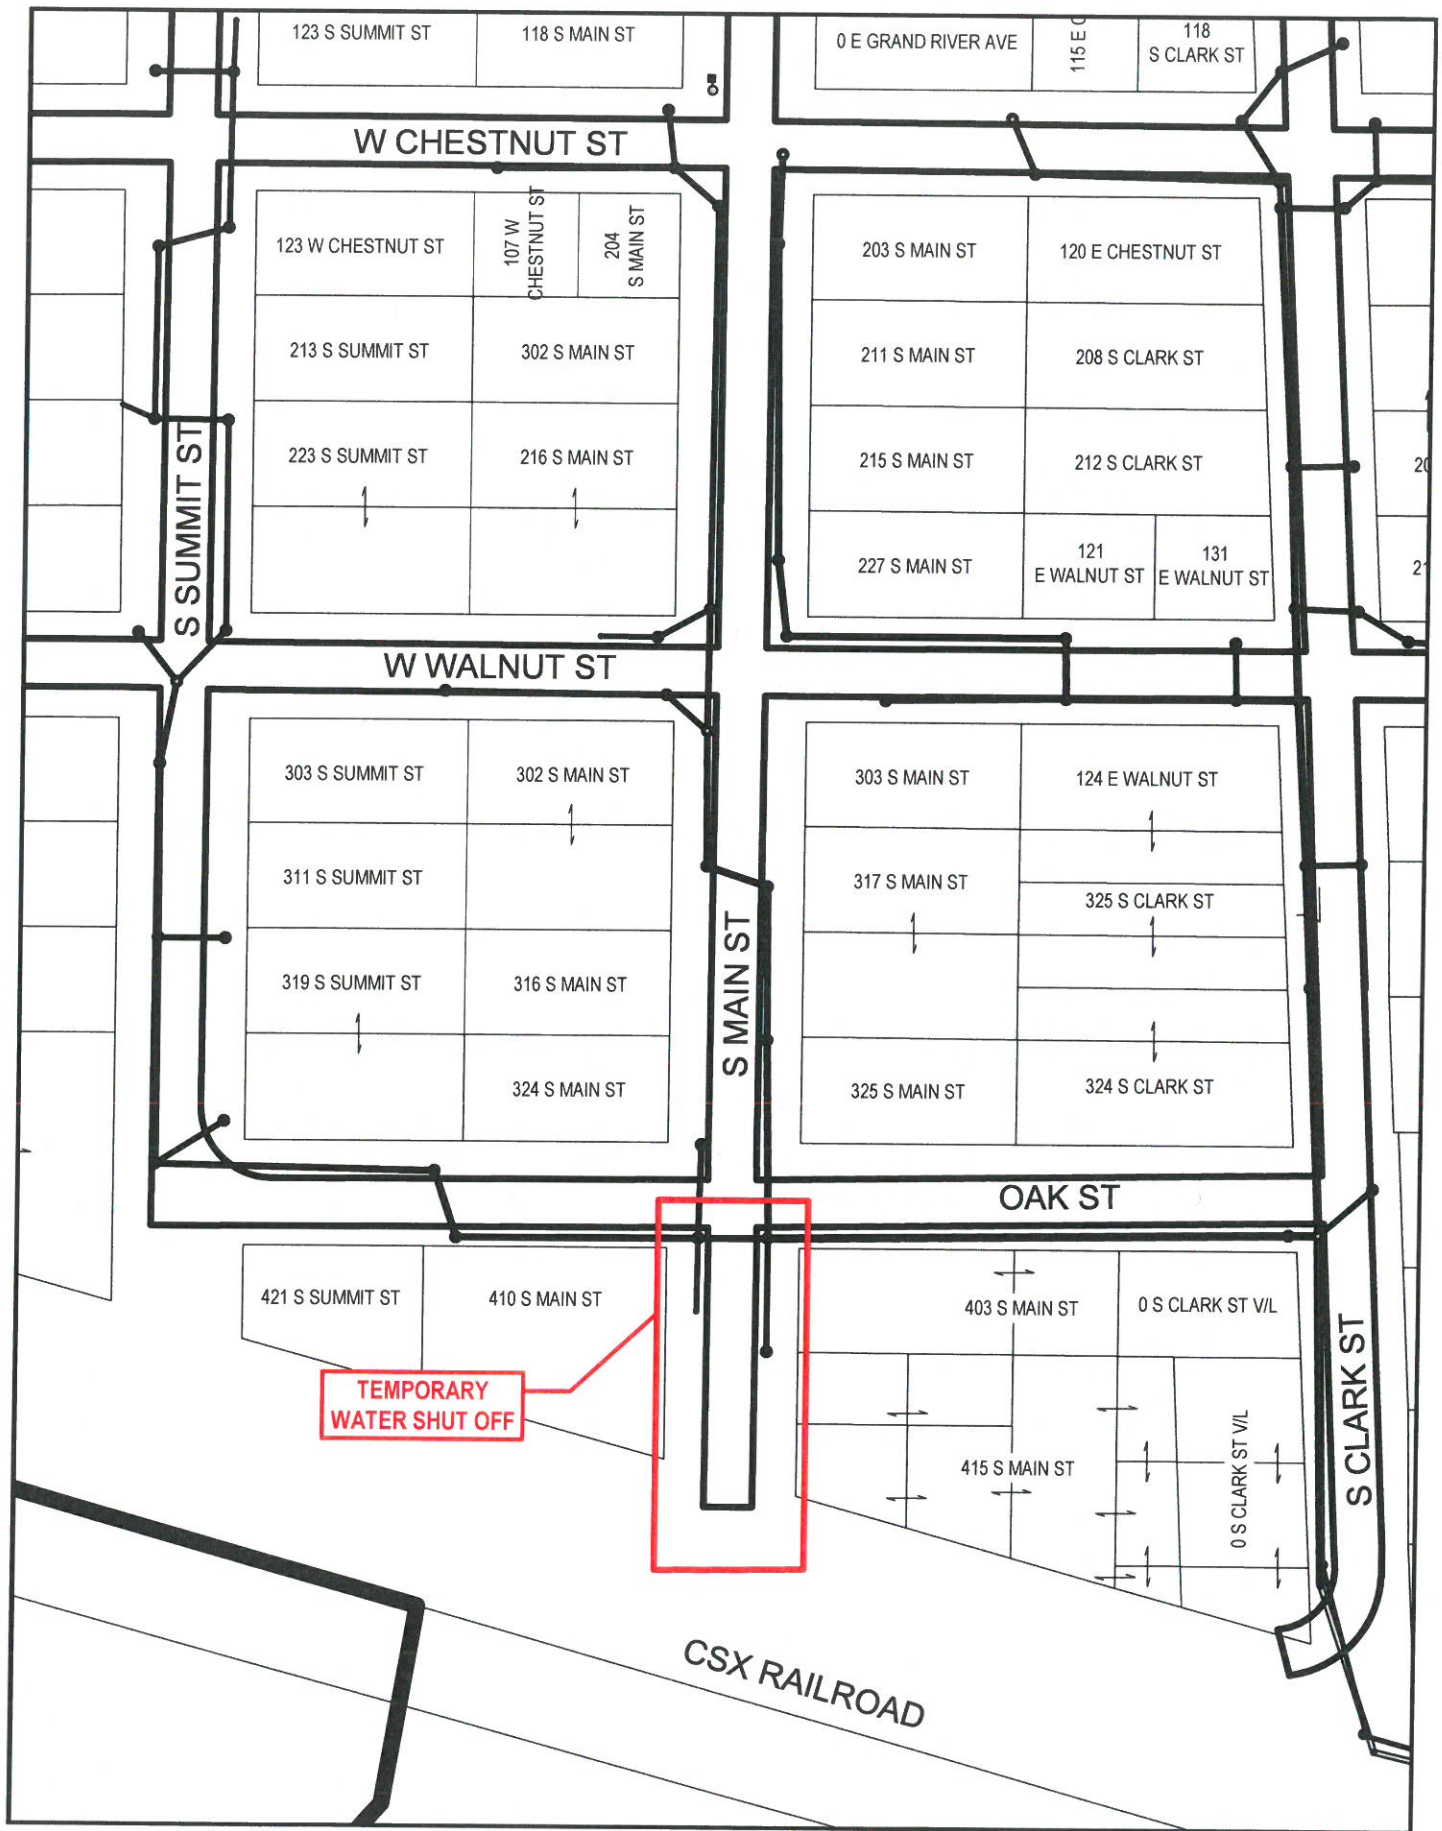 123 S SUMMIT ST
118 S MAIN ST
0 E GRAND RIVER AVE
115 E
118
S CLARK ST
W CHESTNUT ST
123 W CHESTNUT ST
107 W
CHESTNUT ST
204
S MAIN ST
203 S MAIN ST
120 E CHESTNUT ST
213 S SUMMIT ST
302 S MAIN ST
211 S MAIN ST
208 S CLARK ST
S SUMMIT ST
223 S SUMMIT ST
216 S MAIN ST
215 S MAIN ST
212 S CLARK ST
20
227 S MAIN ST
121
E WALNUT ST
131
E WALNUT ST
21
W WALNUT ST
303 S SUMMIT ST
302 S MAIN ST
303 S MAIN ST
124 E WALNUT ST
311 S SUMMIT ST
317 S MAIN ST
325 S CLARK ST
S MAIN ST
319 S SUMMIT ST
316 S MAIN ST
324 S MAIN ST
325 S MAIN ST
324 S CLARK ST
OAK ST
421 S SUMMIT ST
410 S MAIN ST
403 S MAIN ST
0 S CLARK ST V/L
TEMPORARY
WATER SHUT OFF
S CLARK ST
415 S MAIN ST
0 S CLARK ST V/L
CSX RAILROAD